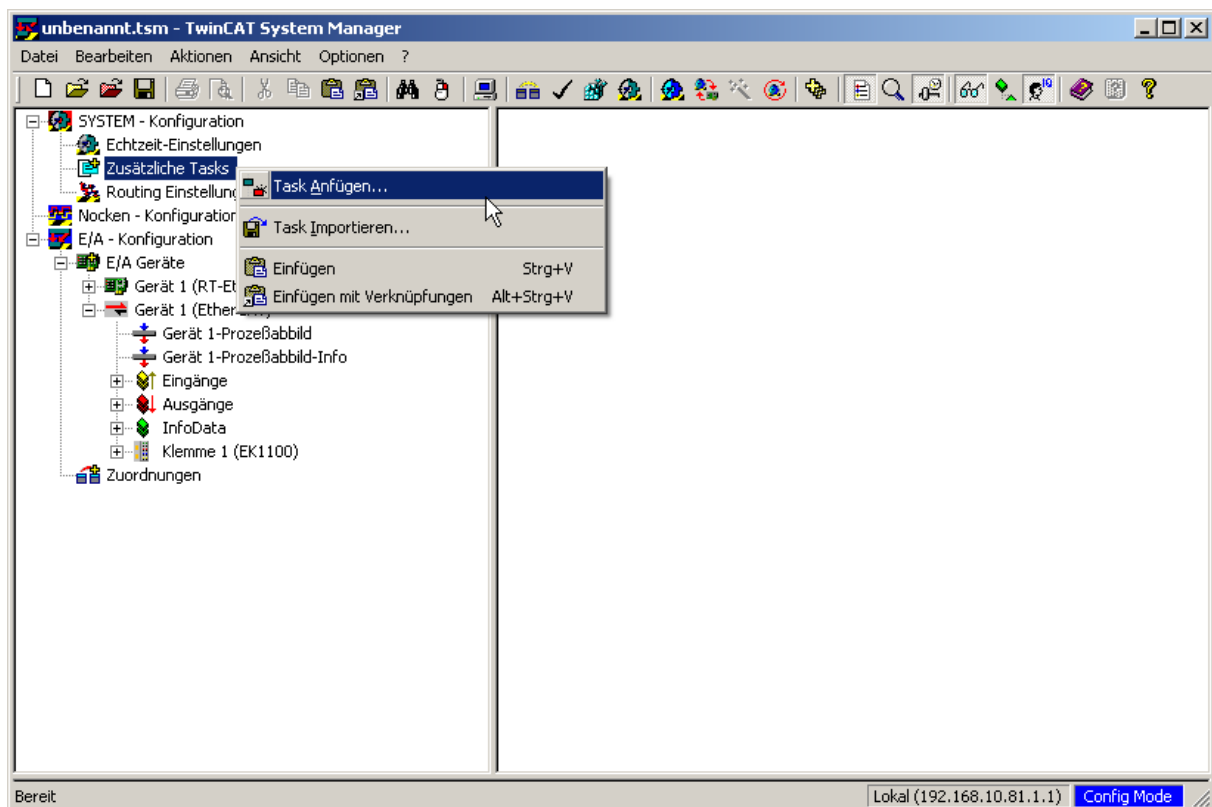 unbenannt.tsm - TwinCAT System Manager
Datei Bearbeiten Aktionen Ansicht Optionen ?
SYSTEM - Konfiguration
Echtzeit-Einstellungen
Zusätzliche Tasks
Routing Einstellung
Nocken - Konfiguration
E/A - Konfiguration
E/A Geräte
Gerät 1 (RT-Et
Gerät 1 (Ether
Gerät 1-Prozeßabbild
Gerät 1-Prozeßabbild-Info
Eingänge
Ausgänge
InfoData
Klemme 1 (EK1100)
Zuordnungen
Task Anfügen...
Task Importieren...
Einfügen Strg+V
Einfügen mit Verknüpfungen Alt+Strg+V
Bereit
Lokal (192.168.10.81.1.1) Config Mode